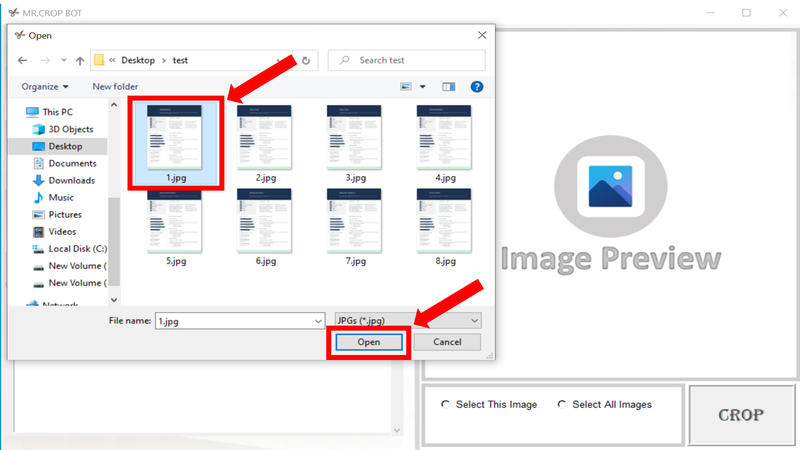 MR.CROP BOT
Open
« Desktop › test
Search test
Organize
New folder
This PC
3D Objects
Desktop
Documents
Downloads
Music
Pictures
Videos
Local Disk (C:)
New Volume (
New Volume (
Network
1.jpg
2.jpg
3.jpg
4.jpg
5.jpg
6.jpg
7.jpg
8.jpg
File name:
1.jpg
JPGs (*.jpg)
Open
Cancel
Image Preview
Select This Image
Select All Images
CROP